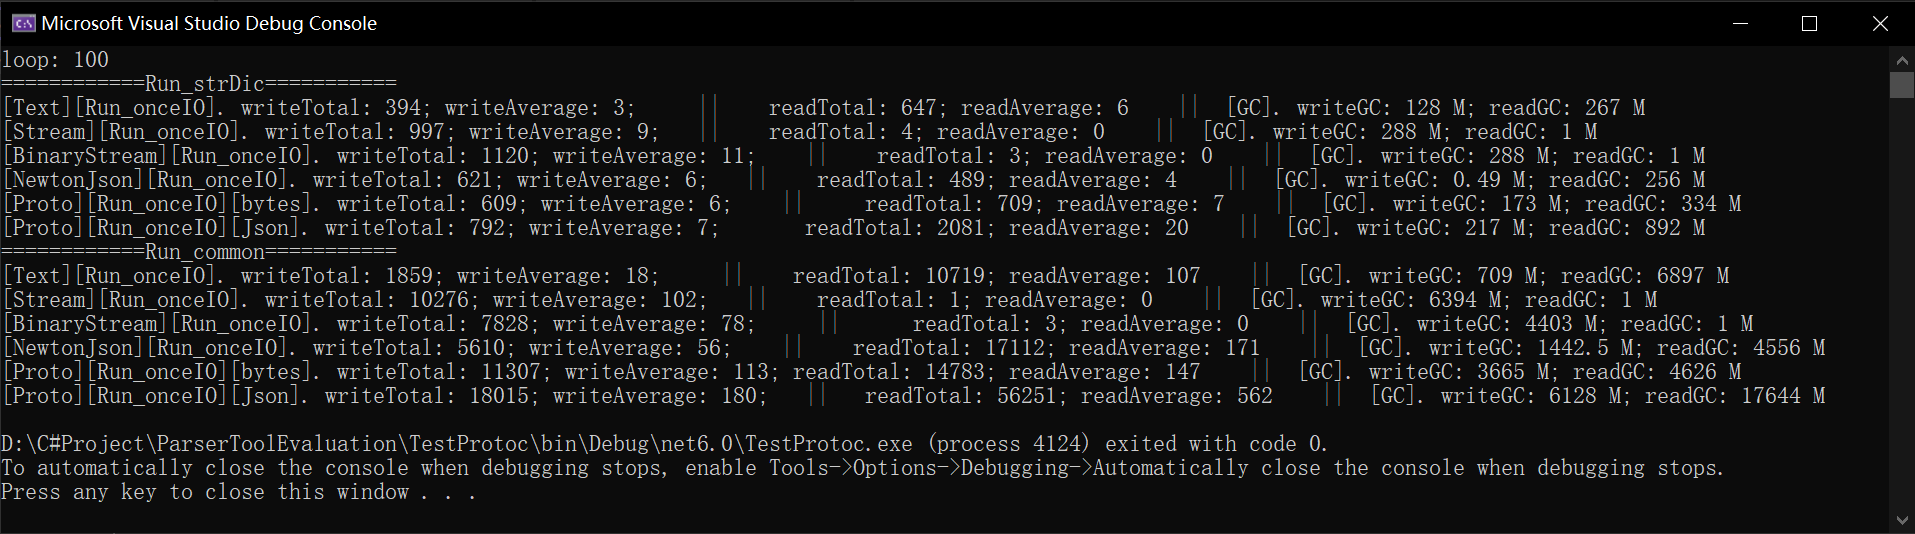 Microsoft Visual Studio Debug Console
loop: 100
============Run_strDic===========
[Text][Run_onceIO]. writeTotal: 394; writeAverage: 3; || readTotal: 647; readAverage: 6 || [GC]. writeGC: 128 M; readGC: 267 M
[Stream][Run_onceIO]. writeTotal: 997; writeAverage: 9; || readTotal: 4; readAverage: 0 || [GC]. writeGC: 288 M; readGC: 1 M
[BinaryStream][Run_onceIO]. writeTotal: 1120; writeAverage: 11; || readTotal: 3; readAverage: 0 || [GC]. writeGC: 288 M; readGC: 1 M
[NewtonJson][Run_onceIO]. writeTotal: 621; writeAverage: 6; || readTotal: 489; readAverage: 4 || [GC]. writeGC: 0.49 M; readGC: 256 M
[Proto][Run_onceIO][bytes]. writeTotal: 609; writeAverage: 6; || readTotal: 709; readAverage: 7 || [GC]. writeGC: 173 M; readGC: 334 M
[Proto][Run_onceIO][Json]. writeTotal: 792; writeAverage: 7; readTotal: 2081; readAverage: 20 || [GC]. writeGC: 217 M; readGC: 892 M
============Run_common===========
[Text][Run_onceIO]. writeTotal: 1859; writeAverage: 18; || readTotal: 10719; readAverage: 107 || [GC]. writeGC: 709 M; readGC: 6897 M
[Stream][Run_onceIO]. writeTotal: 10276; writeAverage: 102; || readTotal: 1; readAverage: 0 || [GC]. writeGC: 6394 M; readGC: 1 M
[BinaryStream][Run_onceIO]. writeTotal: 7828; writeAverage: 78; || readTotal: 3; readAverage: 0 || [GC]. writeGC: 4403 M; readGC: 1 M
[NewtonJson][Run_onceIO]. writeTotal: 5610; writeAverage: 56; || readTotal: 17112; readAverage: 171 || [GC]. writeGC: 1442.5 M; readGC: 4556 M
[Proto][Run_onceIO][bytes]. writeTotal: 11307; writeAverage: 113; readTotal: 14783; readAverage: 147 || [GC]. writeGC: 3665 M; readGC: 4626 M
[Proto][Run_onceIO][Json]. writeTotal: 18015; writeAverage: 180; || readTotal: 56251; readAverage: 562 || [GC]. writeGC: 6128 M; readGC: 17644 M
D:\C#Project\ParserToolEvaluation\TestProtoc\bin\Debug\net6.0\TestProtoc.exe (process 4124) exited with code 0.
To automatically close the console when debugging stops, enable Tools->Options->Debugging->Automatically close the console when debugging stops.
Press any key to close this window . . .